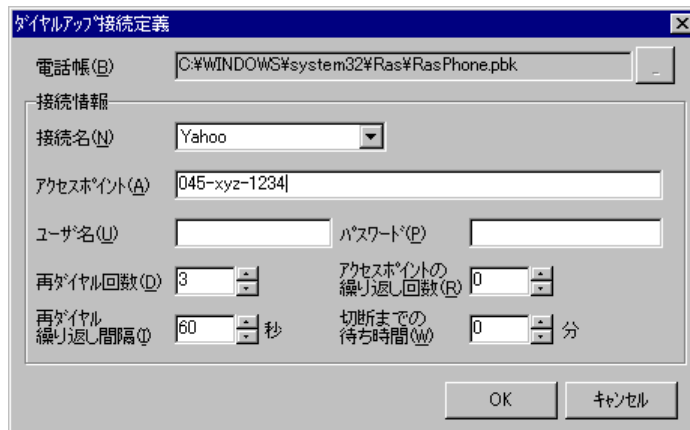 ﾀﾞｲﾔﾙｱｯﾌﾟ接続定義
電話帳(B) C:¥WINDOWS¥system32¥Ras¥RasPhone.pbk ..
接続情報
接続名(N) Yahoo
ｱｸｾｽﾎﾟｲﾝﾄ(A) 045-xyz-1234
ﾕｰｻﾞ名(U) ﾊﾟｽﾜｰﾄﾞ(P)
再ﾀﾞｲﾔﾙ回数(D) 3 ｱｸｾｽﾎﾟｲﾝﾄの
繰り返し回数(R) 0
再ﾀﾞｲﾔﾙ
繰り返し間隔(I) 60 秒 切断までの
待ち時間(W) 0 分
OK ｷｬﾝｾﾙ